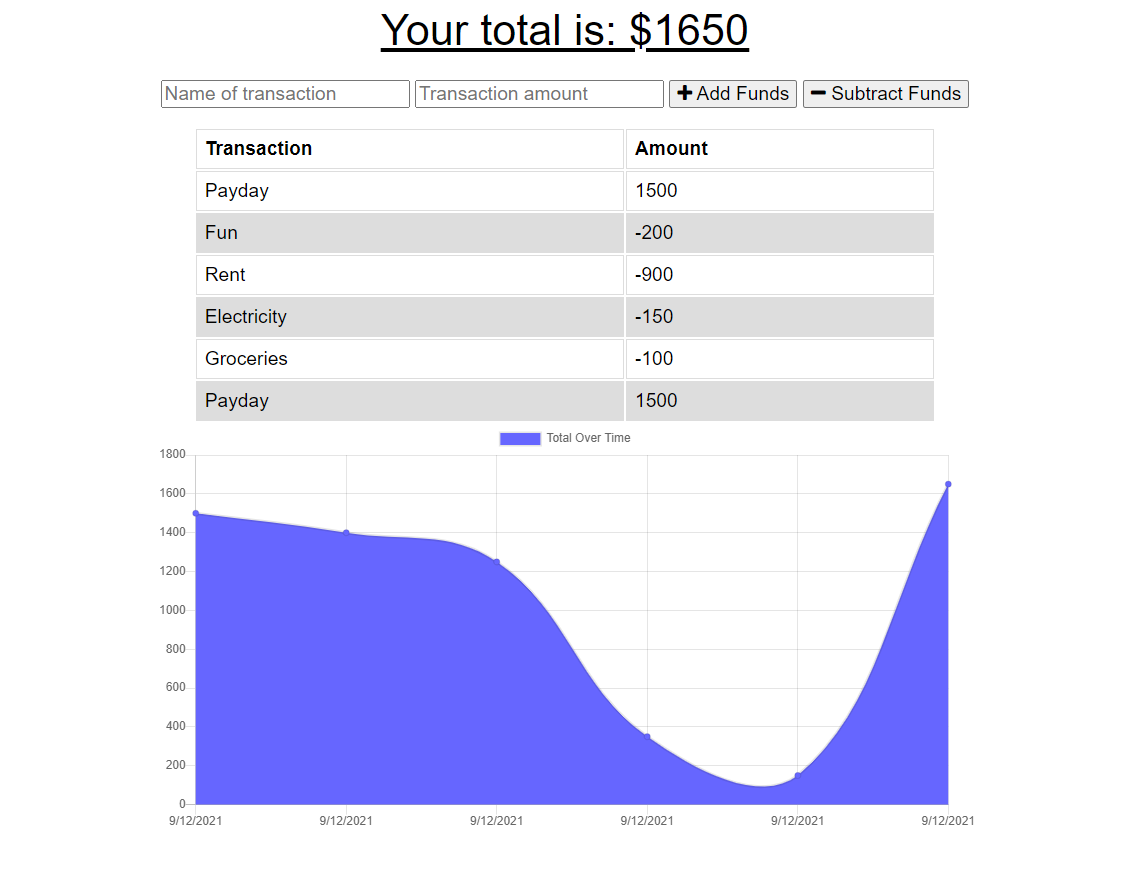 Your total is: $1650
Name of transaction Transaction amount Add Funds Subtract Funds
Transaction Amount
Payday 1500
Fun -200
Rent -900
Electricity -150
Groceries -100
Payday 1500
Total Over Time
1800
1600
1400
1200
1000
800
600
400
200
0
9/12/2021 9/12/2021 9/12/2021 9/12/2021 9/12/2021 9/12/2021